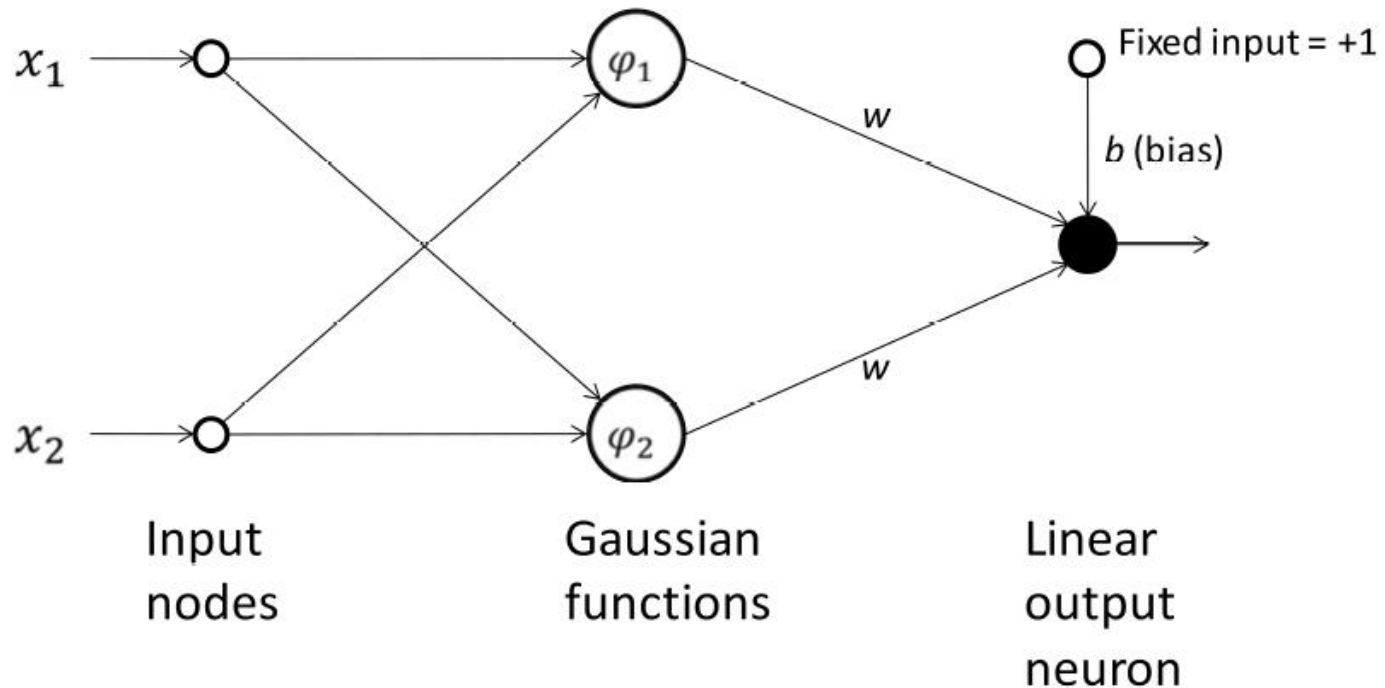 x₁
φ₁
w
Fixed input = +1
b (bias)
x₂
φ₂
w
Input
nodes
Gaussian
functions
Linear
output
neuron